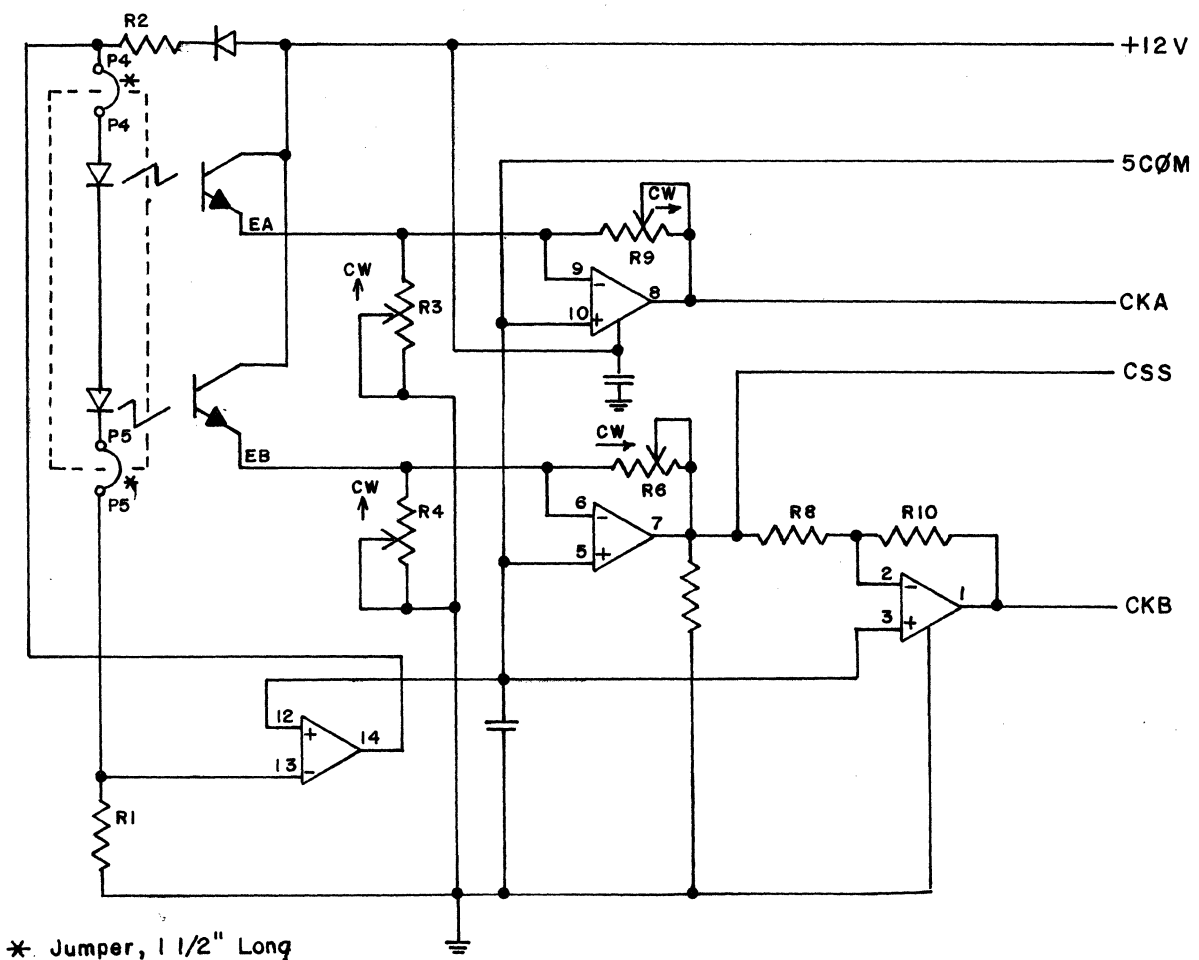 R2
+12V
P4
*
P4
5CØM
CW
EA
R9
CW
9
-
8
R3
10
+
CKA
CSS
P5
CW
EB
R6
*
P5
CW
R4
6
-
7
R8
R10
5
+
2
-
1
3
+
CKB
12
+
14
13
-
R1
* Jumper, 1 1/2" Long